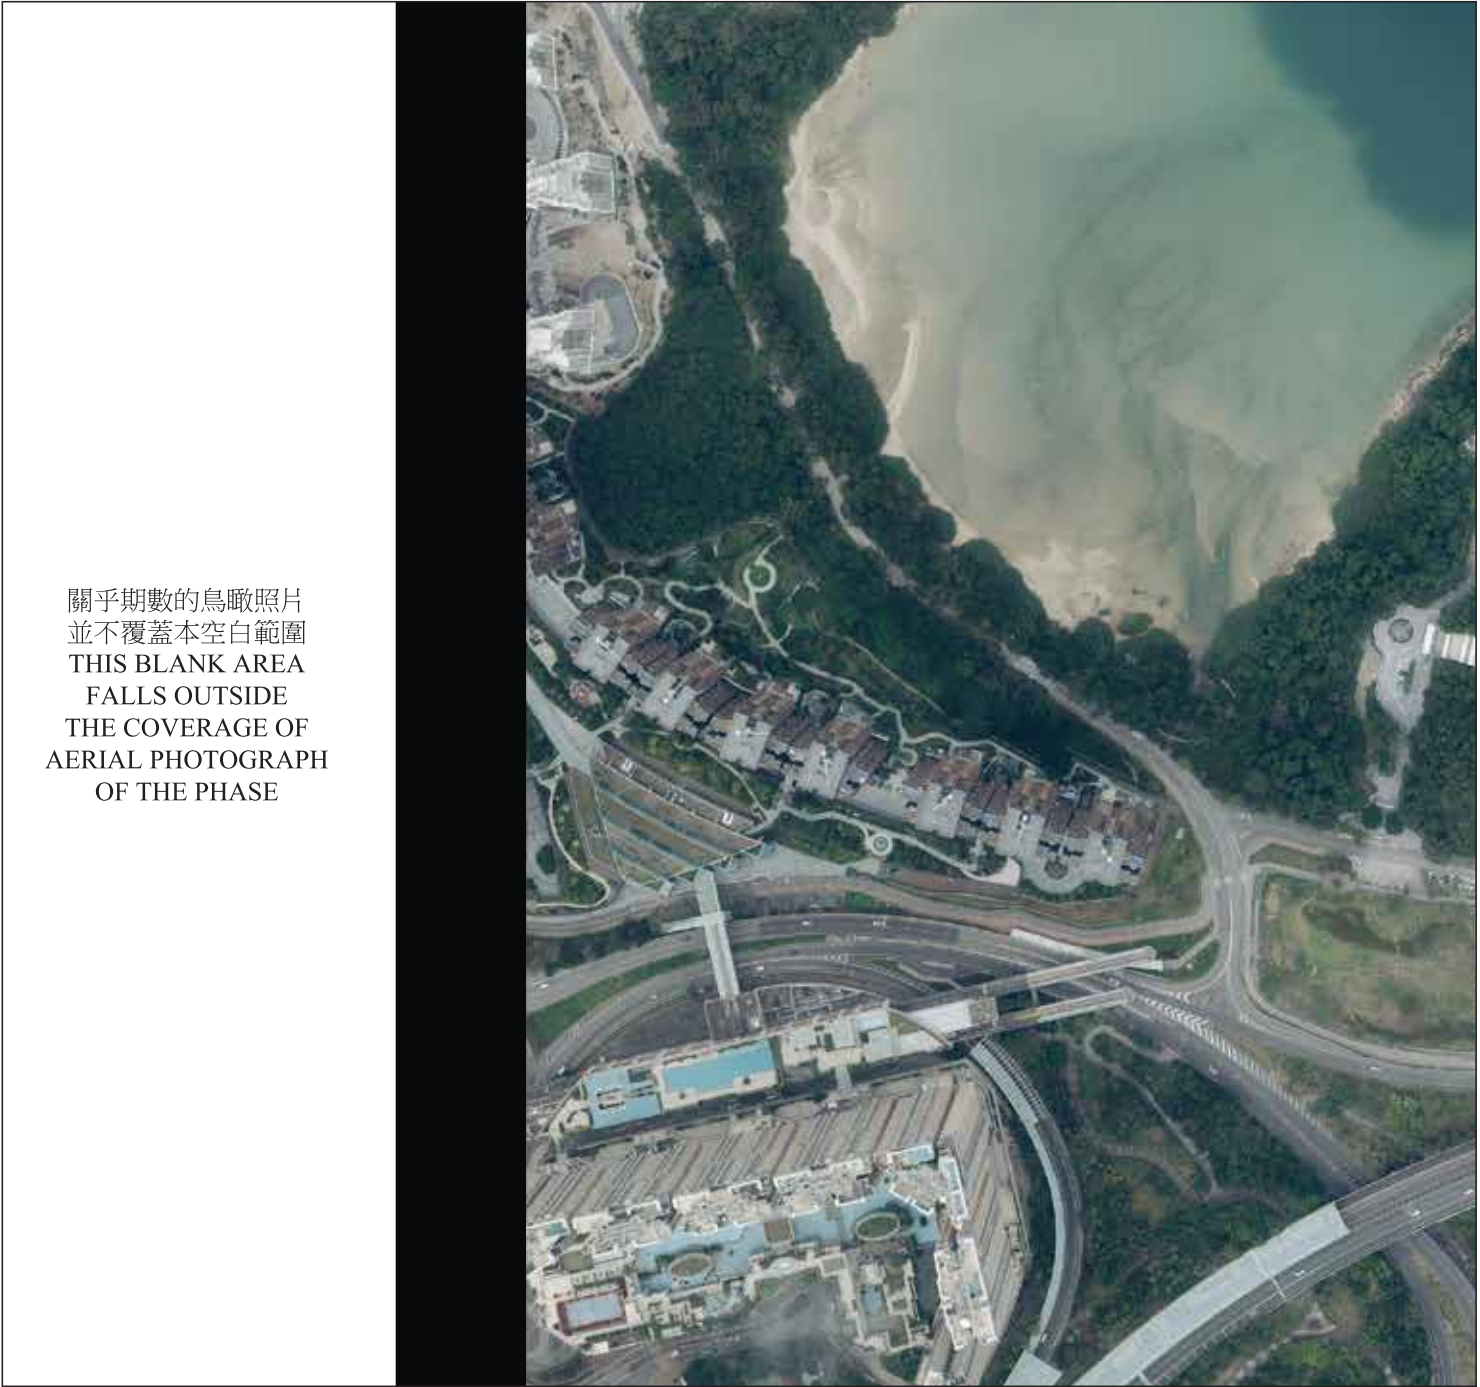 關乎期數的鳥瞰照片
並不覆蓋本空白範圍
THIS BLANK AREA
FALLS OUTSIDE
THE COVERAGE OF
AERIAL PHOTOGRAPH
OF THE PHASE